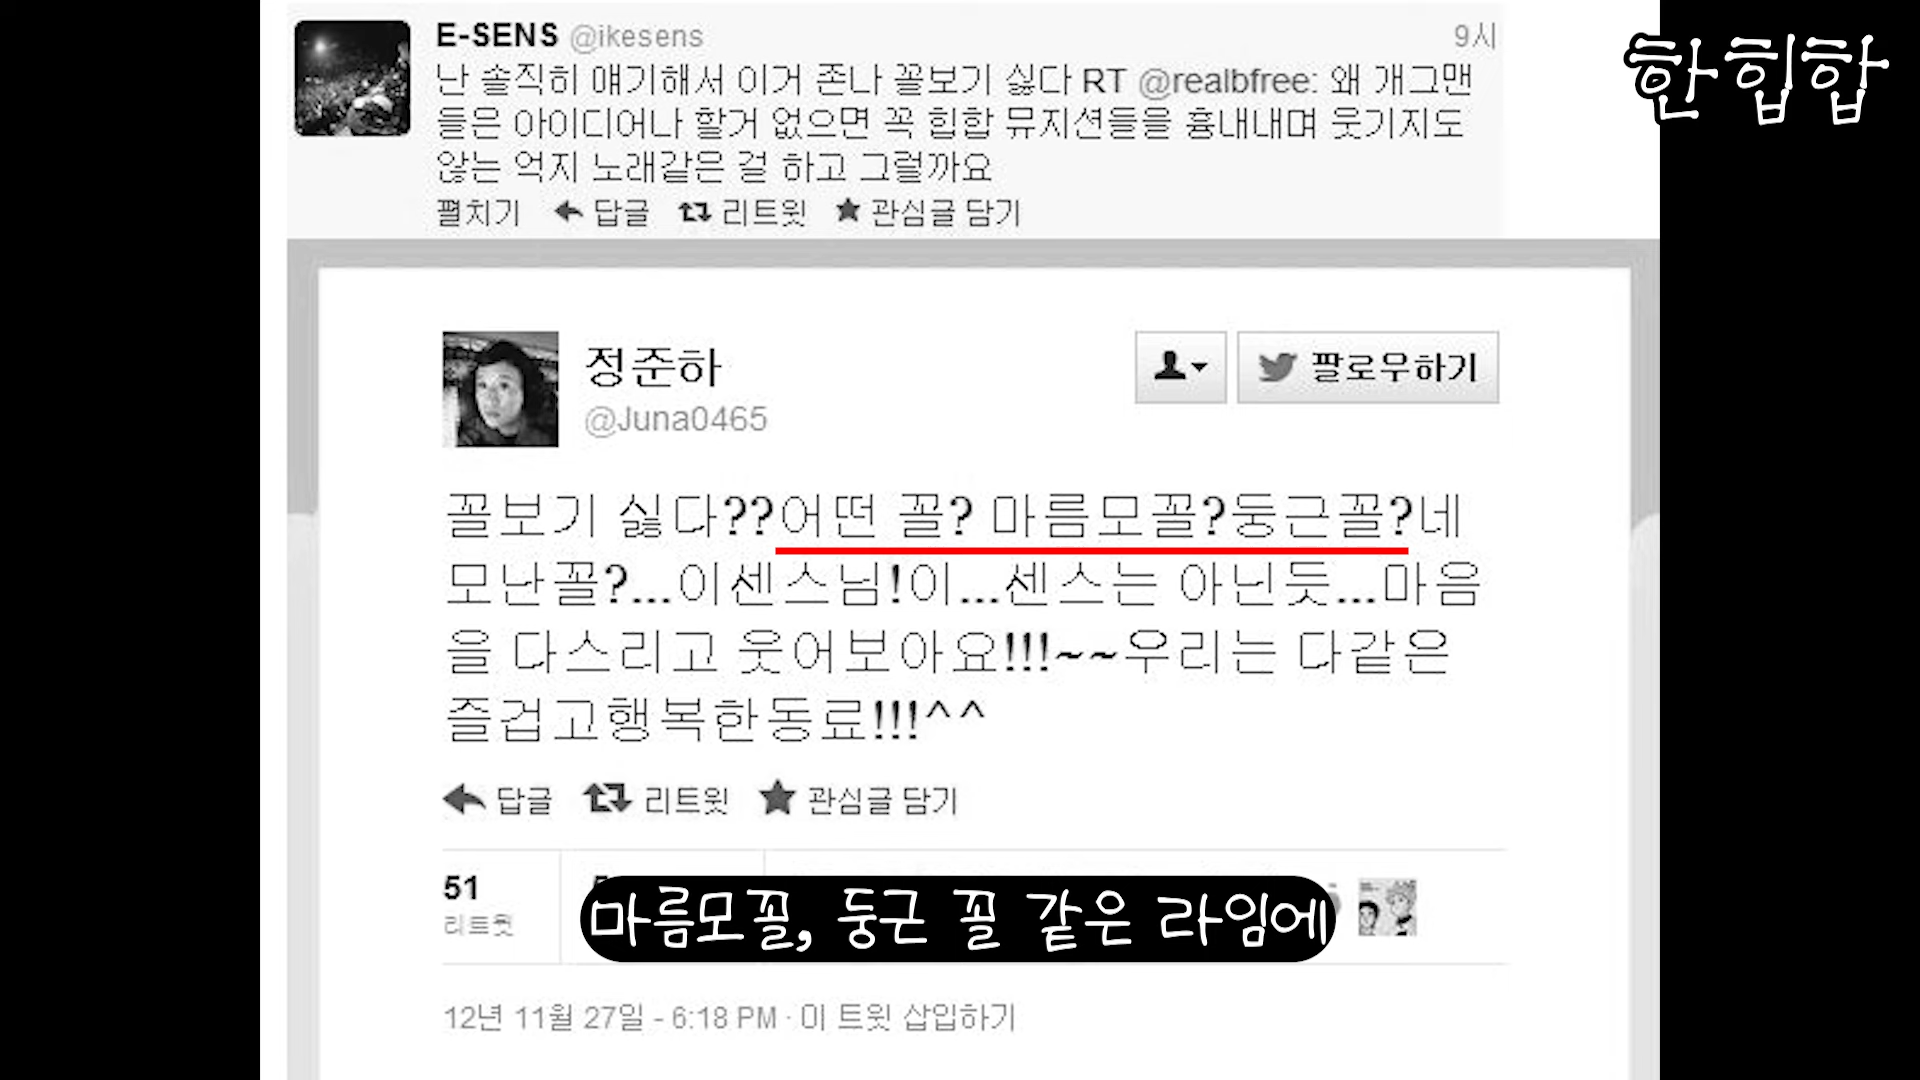 E-SENS @ikesens 9시
난 솔직히 얘기해서 이거 존나 꼴보기 싫다 RT @realbfree: 왜 개그맨
들은 아이디어나 할거 없으면 꼭 힙합 뮤지션들을 흉내내며 웃기지도
않는 억지 노래같은 걸 하고 그럴까요
펼치기 답글 리트윗 관심글 담기
한힙합
정준하
@Juna0465
팔로우하기
꼴보기 싫다??어떤 꼴? 마름모꼴?둥근꼴?네
모난꼴?...이센스님!이...센스는 아닌듯...마음
을 다스리고 웃어보아요!!!~~우리는 다같은
즐겁고행복한동료!!!^^
답글 리트윗 관심글 담기
51
리트윗
마름모꼴, 둥근 꼴 같은 라임에
12년 11월 27일 - 6:18 PM · 이 트윗 삽입하기